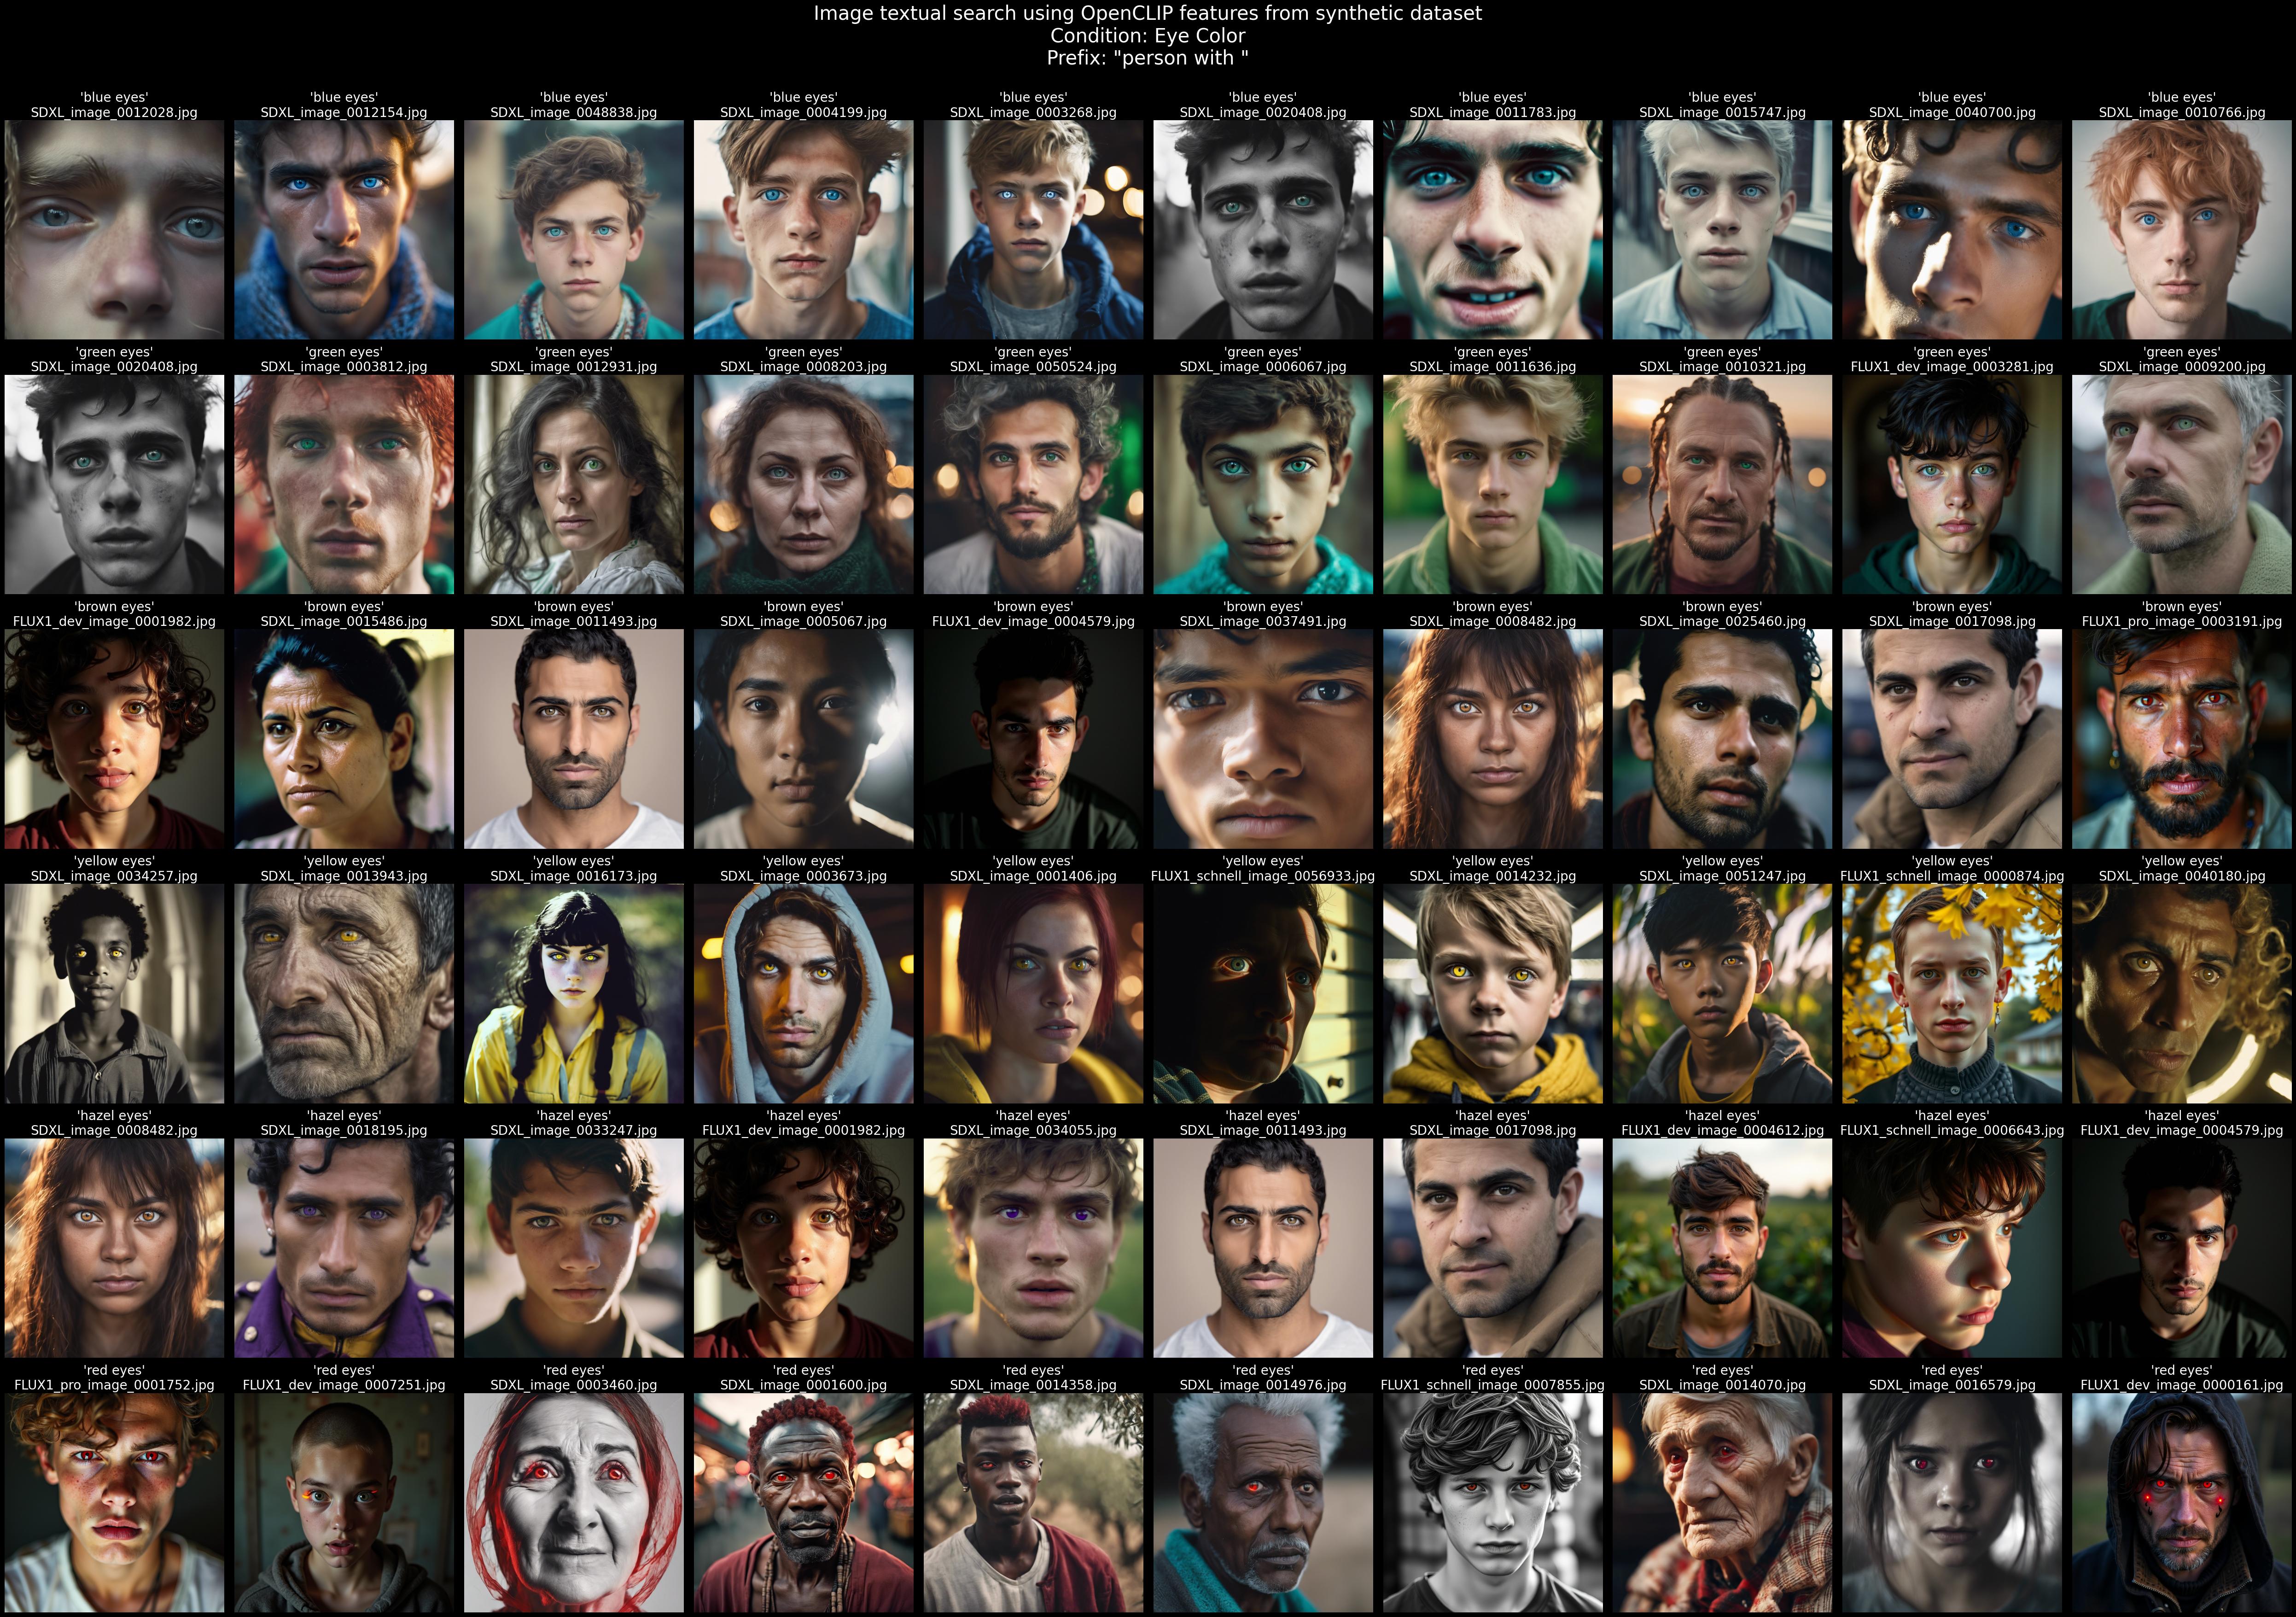 Image textual search using OpenCLIP features from synthetic dataset
Condition: Eye Color
Prefix: "person with "
'blue eyes' 'blue eyes' 'blue eyes' 'blue eyes' 'blue eyes' 'blue eyes' 'blue eyes' 'blue eyes' 'blue eyes' 'blue eyes'
SDXL_image_0012028.jpg SDXL_image_0012154.jpg SDXL_image_0048838.jpg SDXL_image_0004199.jpg SDXL_image_0003268.jpg SDXL_image_0020408.jpg SDXL_image_0011783.jpg SDXL_image_0015747.jpg SDXL_image_0040700.jpg SDXL_image_0010766.jpg
'green eyes' 'green eyes' 'green eyes' 'green eyes' 'green eyes' 'green eyes' 'green eyes' 'green eyes' 'green eyes' 'green eyes'
SDXL_image_0020408.jpg SDXL_image_0003812.jpg SDXL_image_0012931.jpg SDXL_image_0008203.jpg SDXL_image_0050524.jpg SDXL_image_0006067.jpg SDXL_image_0011636.jpg SDXL_image_0010321.jpg FLUX1_dev_image_0003281.jpg SDXL_image_0009200.jpg
'brown eyes' 'brown eyes' 'brown eyes' 'brown eyes' 'brown eyes' 'brown eyes' 'brown eyes' 'brown eyes' 'brown eyes' 'brown eyes'
FLUX1_dev_image_0001982.jpg SDXL_image_0015486.jpg SDXL_image_0011493.jpg SDXL_image_0005067.jpg FLUX1_dev_image_0004579.jpg SDXL_image_0037491.jpg SDXL_image_0008482.jpg SDXL_image_0025460.jpg SDXL_image_0017098.jpg FLUX1_pro_image_0003191.jpg
'yellow eyes' 'yellow eyes' 'yellow eyes' 'yellow eyes' 'yellow eyes' 'yellow eyes' 'yellow eyes' 'yellow eyes' 'yellow eyes' 'yellow eyes'
SDXL_image_0034257.jpg SDXL_image_0013943.jpg SDXL_image_0016173.jpg SDXL_image_0003673.jpg SDXL_image_0001406.jpg FLUX1_schnell_image_0056933.jpg SDXL_image_0014232.jpg SDXL_image_0051247.jpg FLUX1_schnell_image_0000874.jpg SDXL_image_0040180.jpg
'hazel eyes' 'hazel eyes' 'hazel eyes' 'hazel eyes' 'hazel eyes' 'hazel eyes' 'hazel eyes' 'hazel eyes' 'hazel eyes' 'hazel eyes'
SDXL_image_0008482.jpg SDXL_image_0018195.jpg SDXL_image_0033247.jpg FLUX1_dev_image_0001982.jpg SDXL_image_0034055.jpg SDXL_image_0011493.jpg SDXL_image_0017098.jpg FLUX1_dev_image_0004612.jpg FLUX1_schnell_image_0006643.jpg FLUX1_dev_image_0004579.jpg
'red eyes' 'red eyes' 'red eyes' 'red eyes' 'red eyes' 'red eyes' 'red eyes' 'red eyes' 'red eyes' 'red eyes'
FLUX1_pro_image_0001752.jpg FLUX1_dev_image_0007251.jpg SDXL_image_0003460.jpg SDXL_image_0001600.jpg SDXL_image_0014358.jpg SDXL_image_0014976.jpg FLUX1_schnell_image_0007855.jpg SDXL_image_0014070.jpg SDXL_image_0016579.jpg FLUX1_dev_image_0000161.jpg